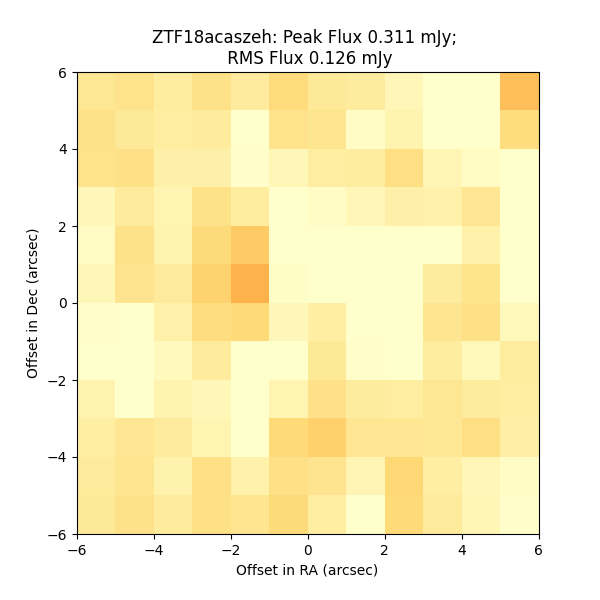 ZTF18acaszeh: Peak Flux 0.311 mJy;
RMS Flux 0.126 mJy
6
4
2
0
−2
−4
−6
Offset in Dec (arcsec)
−6 −4 −2 0 2 4 6
Offset in RA (arcsec)